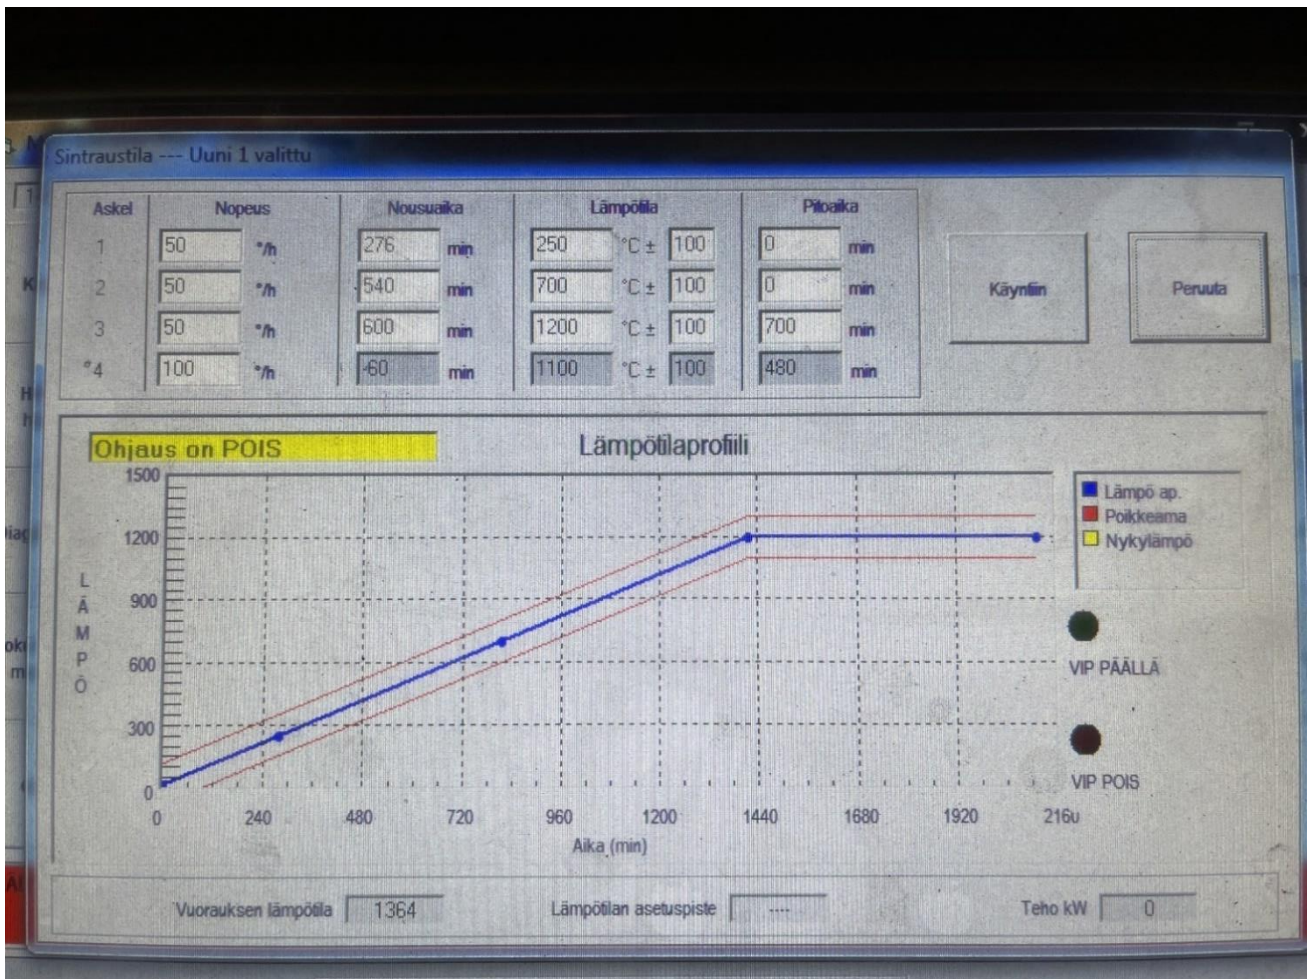 Sintraustila --- Uuni 1 valittu
Askel Nopeus Nousuaika Lämpötila Pitoaika
1 50 °/h 276 min 250 °C ± 100 0 min
2 50 °/h 540 min 700 °C ± 100 0 min
3 50 °/h 600 min 1200 °C ± 100 700 min
*4 100 °/h -60 min 1100 °C ± 100 480 min
Käyntiin
Peruuta
Ohjaus on POIS
Lämpötilaprofiili
1500
1200
900
600
300
0
LÄMPÖ
0 240 480 720 960 1200 1440 1680 1920 216u
Aika (min)
Lämpö ap.
Poikkeama
Nykylämpö
VIP PÄÄLLÄ
VIP POIS
Vuorauksen lämpötila 1364 Lämpötilan asetuspiste ---- Teho kW 0